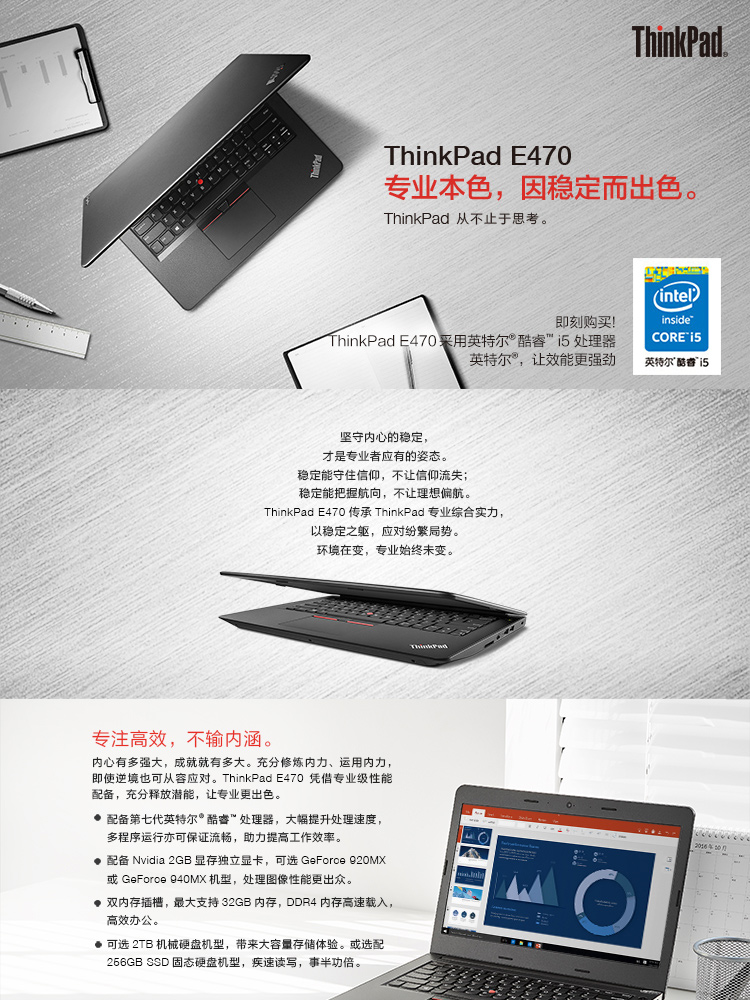 ThinkPad
ThinkPad E470
专业本色，因稳定而出色。
ThinkPad 从不止于思考。
即刻购买!
ThinkPad E470采用英特尔®酷睿™ i5 处理器
英特尔®，让效能更强劲
intel®
inside™
CORE™i5
英特尔®酷睿™i5
坚守内心的稳定，
才是专业者应有的姿态。
稳定能守住信仰，不让信仰流失；
稳定能把握航向，不让理想偏航。
ThinkPad E470 传承 ThinkPad 专业综合实力，
以稳定之躯，应对纷繁局势。
环境在变，专业始终未变。
ThinkPad
专注高效，不输内涵。
内心有多强大，成就就有多大。充分修炼内力、运用内力，
即使逆境也可从容应对。ThinkPad E470 凭借专业级性能
配备，充分释放潜能，让专业更出色。
● 配备第七代英特尔®酷睿™ 处理器，大幅提升处理速度，
多程序运行亦可保证流畅，助力提高工作效率。
● 配备 Nvidia 2GB 显存独立显卡，可选 GeForce 920MX
或 GeForce 940MX 机型，处理图像性能更出众。
● 双内存插槽，最大支持 32GB 内存，DDR4 内存高速载入，
高效办公。
● 可选 2TB 机械硬盘机型，带来大容量存储体验。或选配
256GB SSD 固态硬盘机型，疾速读写，事半功倍。
2016 年 10 月